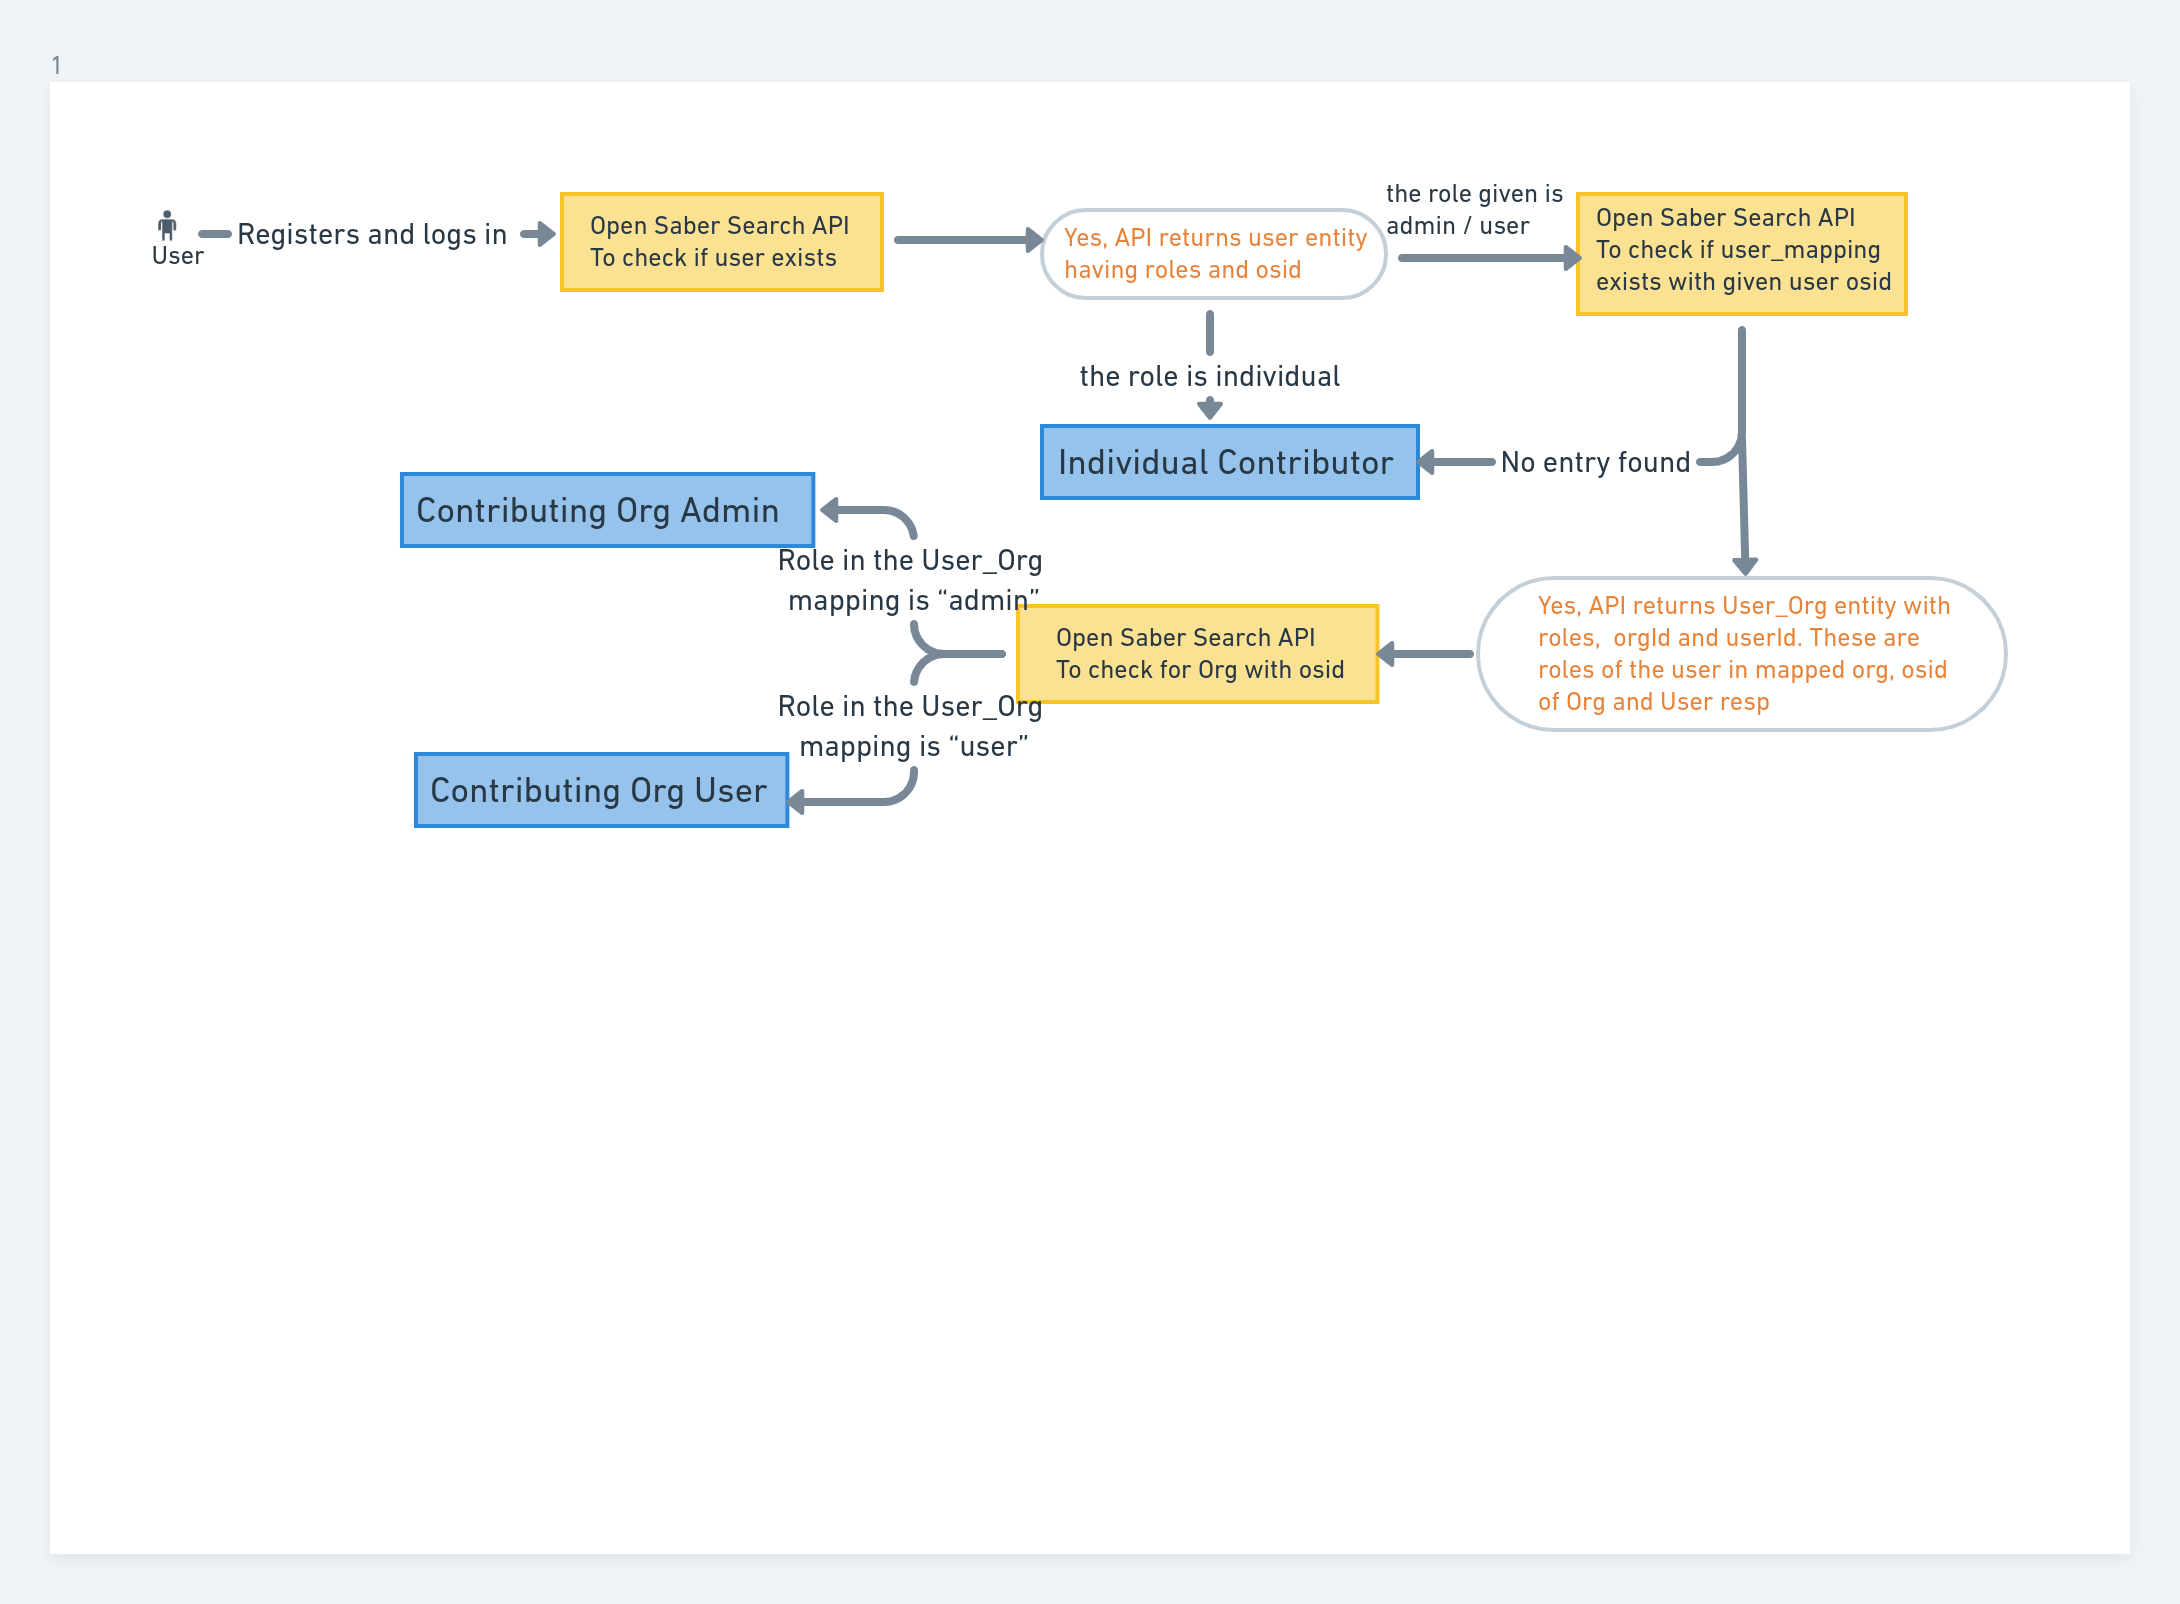 1
User
Registers and logs in
Open Saber Search API
To check if user exists
Yes, API returns user entity
having roles and osid
the role given is
admin / user
Open Saber Search API
To check if user_mapping
exists with given user osid
the role is individual
Individual Contributor
No entry found
Contributing Org Admin
Role in the User_Org
mapping is “admin”
Open Saber Search API
To check for Org with osid
Yes, API returns User_Org entity with
roles,  orgId and userId. These are
roles of the user in mapped org, osid
of Org and User resp
Role in the User_Org
mapping is “user”
Contributing Org User